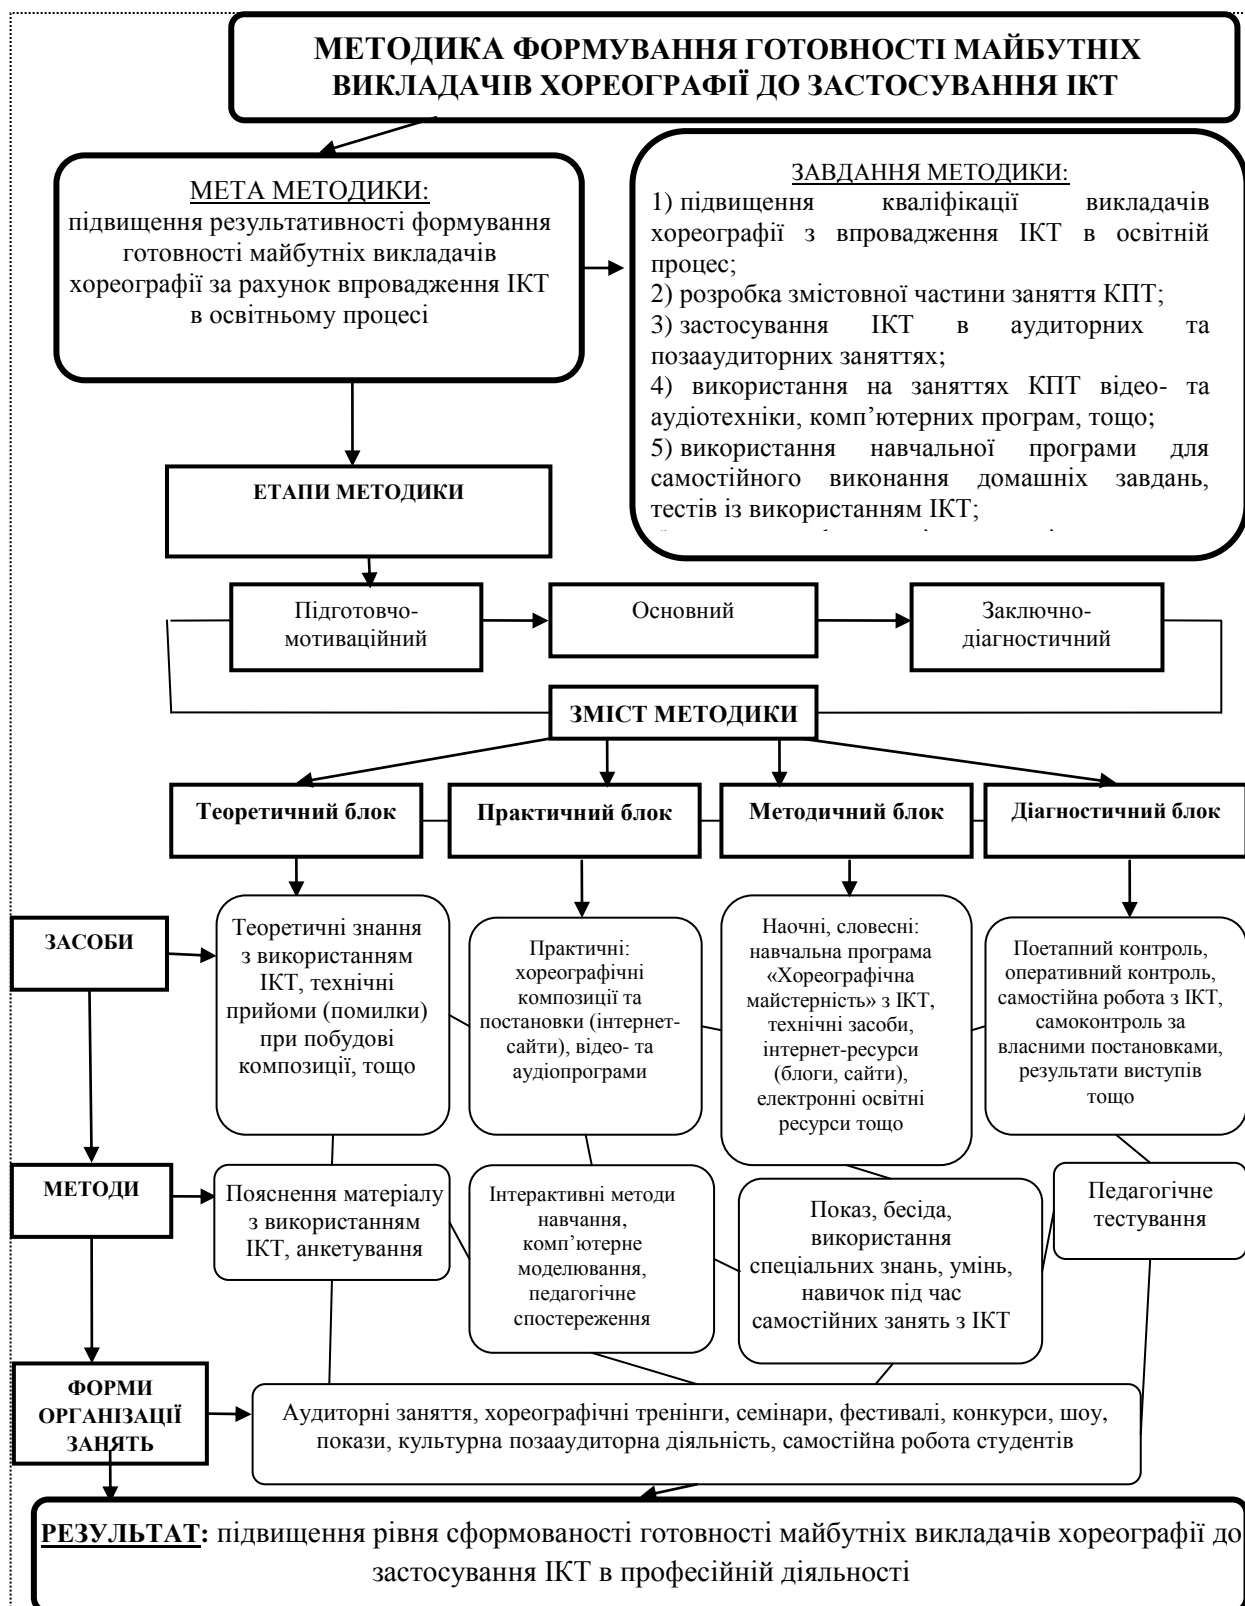 МЕТОДИКА ФОРМУВАННЯ ГОТОВНОСТІ МАЙБУТНІХ
ВИКЛАДАЧІВ ХОРЕОГРАФІЇ ДО ЗАСТОСУВАННЯ ІКТ
МЕТА МЕТОДИКИ:
підвищення результативності формування
готовності майбутніх викладачів
хореографії за рахунок впровадження ІКТ
в освітньому процесі
ЗАВДАННЯ МЕТОДИКИ:
1) підвищення кваліфікації викладачів
хореографії з впровадження ІКТ в освітній
процес;
2) розробка змістовної частини заняття КПТ;
3) застосування ІКТ в аудиторних та
позааудиторних заняттях;
4) використання на заняттях КПТ відео- та
аудіотехніки, комп’ютерних програм, тощо;
5) використання навчальної програми для
самостійного виконання домашніх завдань,
тестів із використанням ІКТ;
ЕТАПИ МЕТОДИКИ
Підготовчо-
мотиваційний
Основний
Заключно-
діагностичний
ЗМІСТ МЕТОДИКИ
Теоретичний блок
Практичний блок
Методичний блок
Діагностичний блок
ЗАСОБИ
Теоретичні знання
з використанням
ІКТ, технічні
прийоми (помилки)
при побудові
композиції, тощо
Практичні:
хореографічні
композиції та
постановки (інтернет-
сайти), відео- та
аудіопрограми
Наочні, словесні:
навчальна програма
«Хореографічна
майстерність» з ІКТ,
технічні засоби,
інтернет-ресурси
(блоги, сайти),
електронні освітні
ресурси тощо
Поетапний контроль,
оперативний контроль,
самостійна робота з ІКТ,
самоконтроль за
власними постановками,
результати виступів
тощо
МЕТОДИ
Пояснення матеріалу
з використанням
ІКТ, анкетування
Інтерактивні методи
навчання,
комп’ютерне
моделювання,
педагогічне
спостереження
Показ, бесіда,
використання
спеціальних знань, умінь,
навичок під час
самостійних занять з ІКТ
Педагогічне
тестування
ФОРМИ
ОРГАНІЗАЦІЇ
ЗАНЯТЬ
Аудиторні заняття, хореографічні тренінги, семінари, фестивалі, конкурси, шоу,
покази, культурна позааудиторна діяльність, самостійна робота студентів
РЕЗУЛЬТАТ: підвищення рівня сформованості готовності майбутніх викладачів хореографії до
застосування ІКТ в професійній діяльності